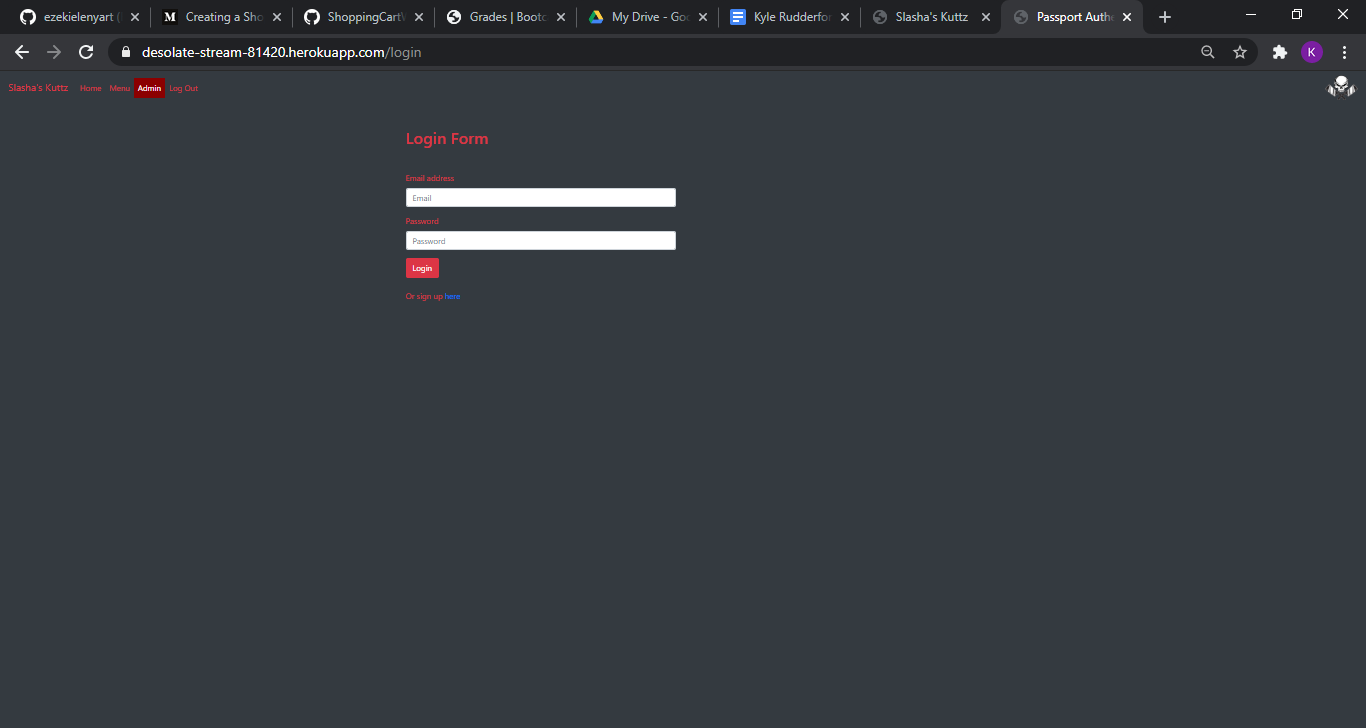 ezekielenyart (
Creating a Sho
ShoppingCart
Grades | Bootc
My Drive - Goo
Kyle Rudderfor
Slasha's Kuttz
Passport Authe
desolate-stream-81420.herokuapp.com/login
K
Slasha's Kuttz Home Menu Admin Log Out
Login Form
Email address
Email
Password
Password
Login
Or sign up here